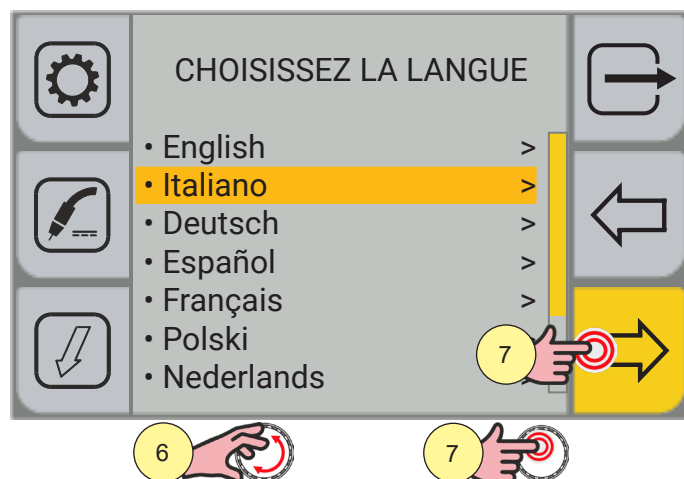 CHOISISSEZ LA LANGUE
• English >
• Italiano >
• Deutsch >
• Español >
• Français >
• Polski
• Nederlands
7
6
7